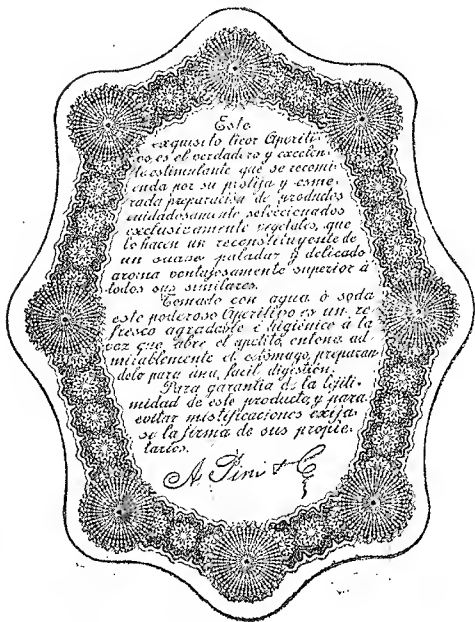 Este
exquisito licor Aperiti-
vo es el verdadero y excelen-
te estimulante que se recomi-
enda por su prolija y esme-
rada preparación de productos
cuidadosamente seleccionados
exclusivamente vegetales, que
lo hacen un reconstituyente de
un suave paladar y delicado
aroma ventajosamente superior á
todos sus similares.
Tomado con agua ò soda
este poderoso Aperitivo es un re-
fresco agradable é higiénico á la
vez que abre el apetito, entona ad-
mirablemente el estómago, preparan-
dolo para una facil digestión.
Para garantía de la lejiti-
midad de este producto, y para
evitar mistificaciones exija-
se la firma de sus propie-
tarios.
A. Pini & C